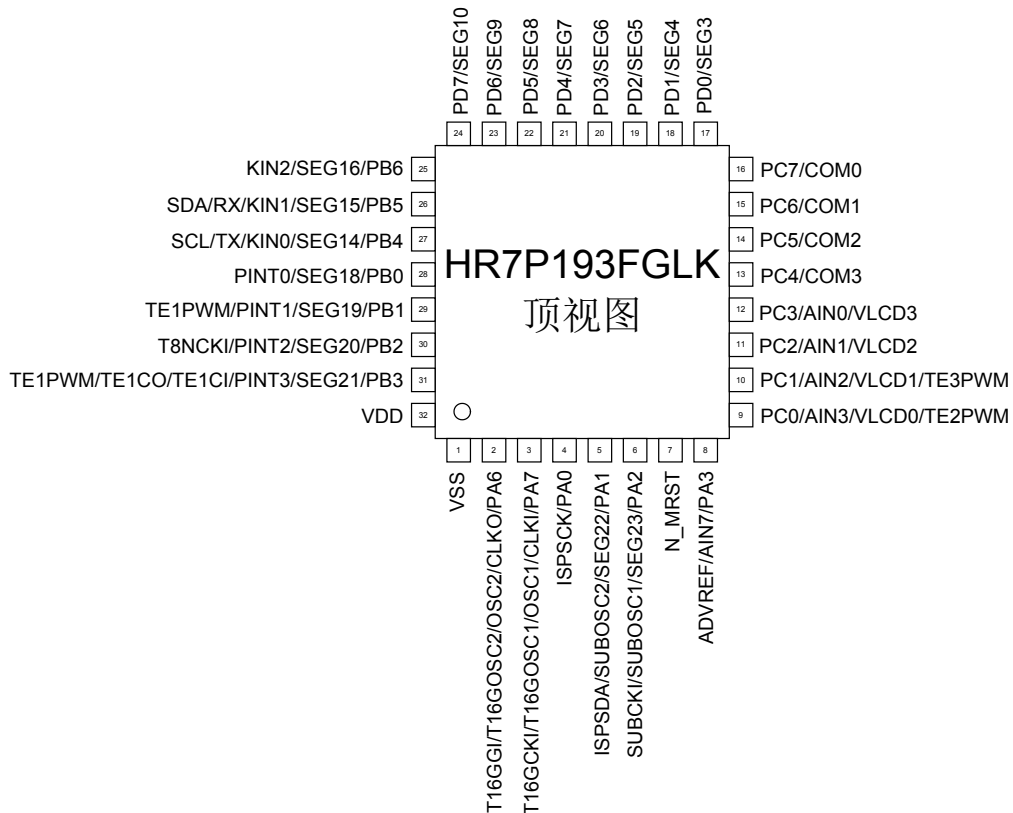 PD7/SEG10
24
PD6/SEG9
23
PD5/SEG8
22
PD4/SEG7
21
PD3/SEG6
20
PD2/SEG5
19
PD1/SEG4
18
PD0/SEG3
17
KIN2/SEG16/PB6 25
SDA/RX/KIN1/SEG15/PB5 26
SCL/TX/KIN0/SEG14/PB4 27
PINT0/SEG18/PB0 28
TE1PWM/PINT1/SEG19/PB1 29
T8NCKI/PINT2/SEG20/PB2 30
TE1PWM/TE1CO/TE1CI/PINT3/SEG21/PB3 31
VDD 32
HR7P193FGLK
顶视图
16 PC7/COM0
15 PC6/COM1
14 PC5/COM2
13 PC4/COM3
12 PC3/AIN0/VLCD3
11 PC2/AIN1/VLCD2
10 PC1/AIN2/VLCD1/TE3PWM
9 PC0/AIN3/VLCD0/TE2PWM
1
VSS
2
T16GGI/T16GOSC2/OSC2/CLKO/PA6
3
T16GCKI/T16GOSC1/OSC1/CLKI/PA7
4
ISPSCK/PA0
5
ISPSDA/SUBOSC2/SEG22/PA1
6
SUBCKI/SUBOSC1/SEG23/PA2
7
N_MRST
8
ADVREF/AIN7/PA3